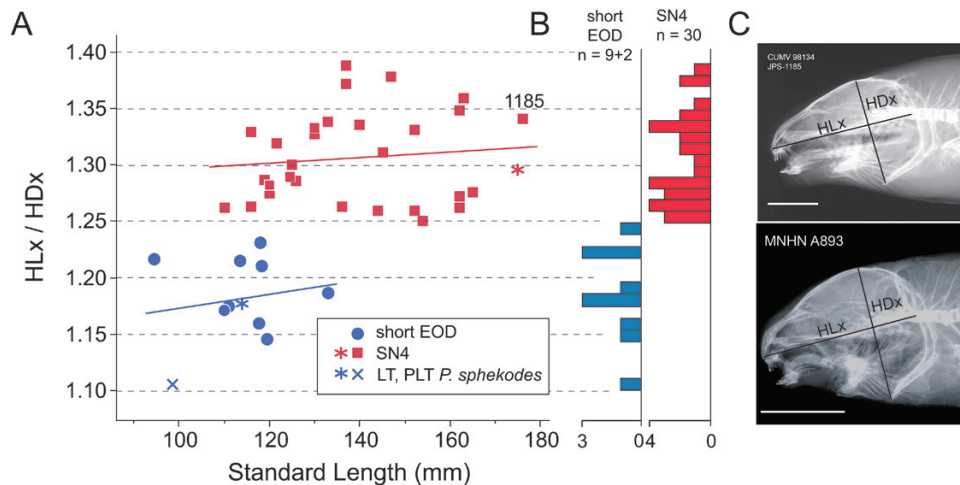 A
HLx / HDx
1.40
1.35
1.30
1.25
1.20
1.15
1.10
1185
short EOD
SN4
LT, PLT P. sphekodes
100
120
140
160
180
Standard Length (mm)
B
short
EOD
n = 9+2
SN4
n = 30
3
0
4
0
C
CUMV 98134
JPS-1185
HLx
HDx
MNHN A893
HLx
HDx